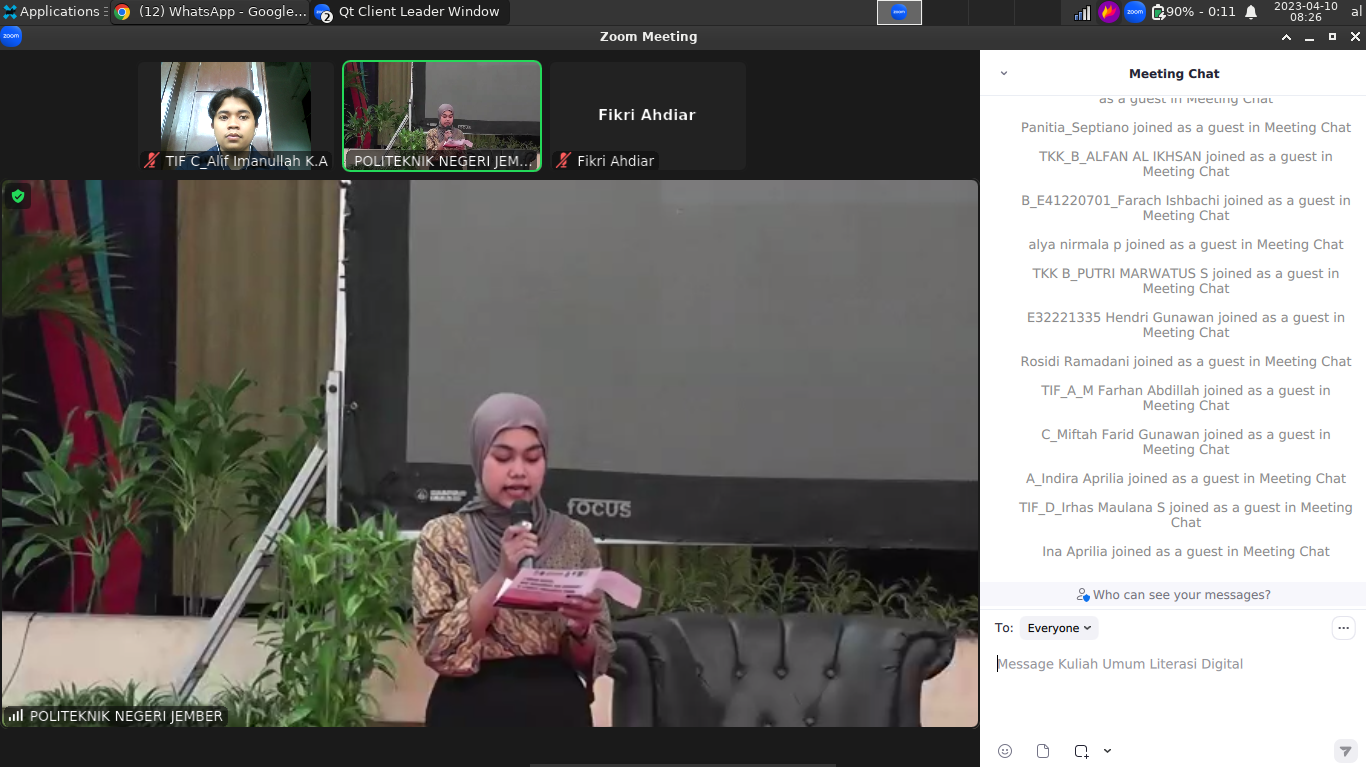 Applications
(12) WhatsApp - Google...
2
Qt Client Leader Window
zoom
zoom
90% - 0:11
2023-04-10
08:26
al
zoom
Zoom Meeting
TIF C_Alif Imanullah K.A
POLITEKNIK NEGERI JEM...
Fikri Ahdiar
Fikri Ahdiar
FOCUS
POLITEKNIK NEGERI JEMBER
Meeting Chat
as a guest in Meeting Chat
Panitia_Septiano joined as a guest in Meeting Chat
TKK_B_ALFAN AL IKHSAN joined as a guest in
Meeting Chat
B_E41220701_Farach Ishbachi joined as a guest in
Meeting Chat
alya nirmala p joined as a guest in Meeting Chat
TKK B_PUTRI MARWATUS S joined as a guest in
Meeting Chat
E32221335 Hendri Gunawan joined as a guest in
Meeting Chat
Rosidi Ramadani joined as a guest in Meeting Chat
TIF_A_M Farhan Abdillah joined as a guest in
Meeting Chat
C_Miftah Farid Gunawan joined as a guest in
Meeting Chat
A_Indira Aprilia joined as a guest in Meeting Chat
TIF_D_Irhas Maulana S joined as a guest in Meeting
Chat
Ina Aprilia joined as a guest in Meeting Chat
Who can see your messages?
To: Everyone
Message Kuliah Umum Literasi Digital